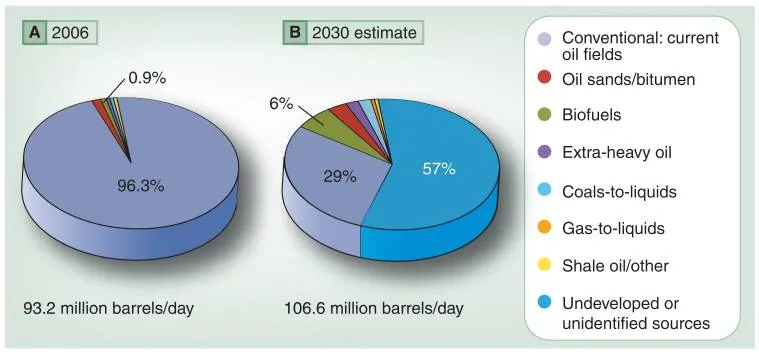 A 2006
0.9%
96.3%
93.2 million barrels/day
B 2030 estimate
6%
29%
57%
106.6 million barrels/day
Conventional: current
oil fields
Oil sands/bitumen
Biofuels
Extra-heavy oil
Coals-to-liquids
Gas-to-liquids
Shale oil/other
Undeveloped or
unidentified sources